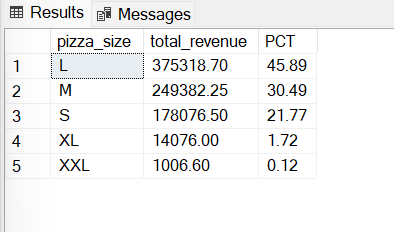 Results Messages
pizza_size total_revenue PCT
1 L 375318.70 45.89
2 M 249382.25 30.49
3 S 178076.50 21.77
4 XL 14076.00 1.72
5 XXL 1006.60 0.12